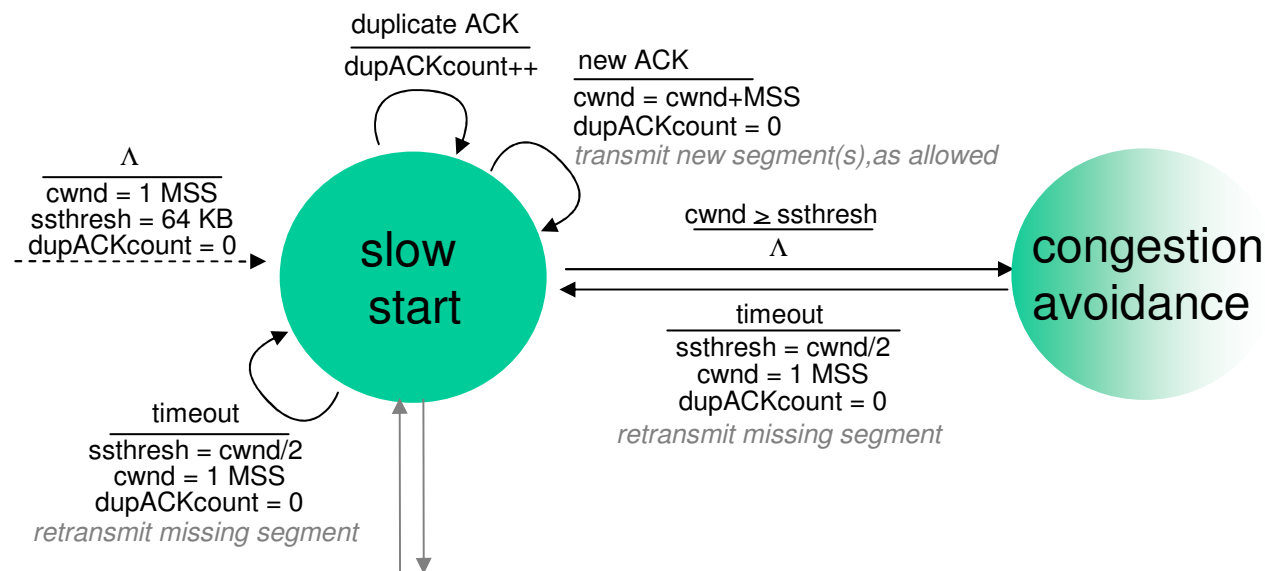 duplicate ACK
dupACKcount++
new ACK
cwnd = cwnd+MSS
dupACKcount = 0
transmit new segment(s),as allowed
Λ
cwnd = 1 MSS
ssthresh = 64 KB
dupACKcount = 0
slow
start
cwnd ≥ ssthresh
Λ
congestion
avoidance
timeout
ssthresh = cwnd/2
cwnd = 1 MSS
dupACKcount = 0
retransmit missing segment
timeout
ssthresh = cwnd/2
cwnd = 1 MSS
dupACKcount = 0
retransmit missing segment